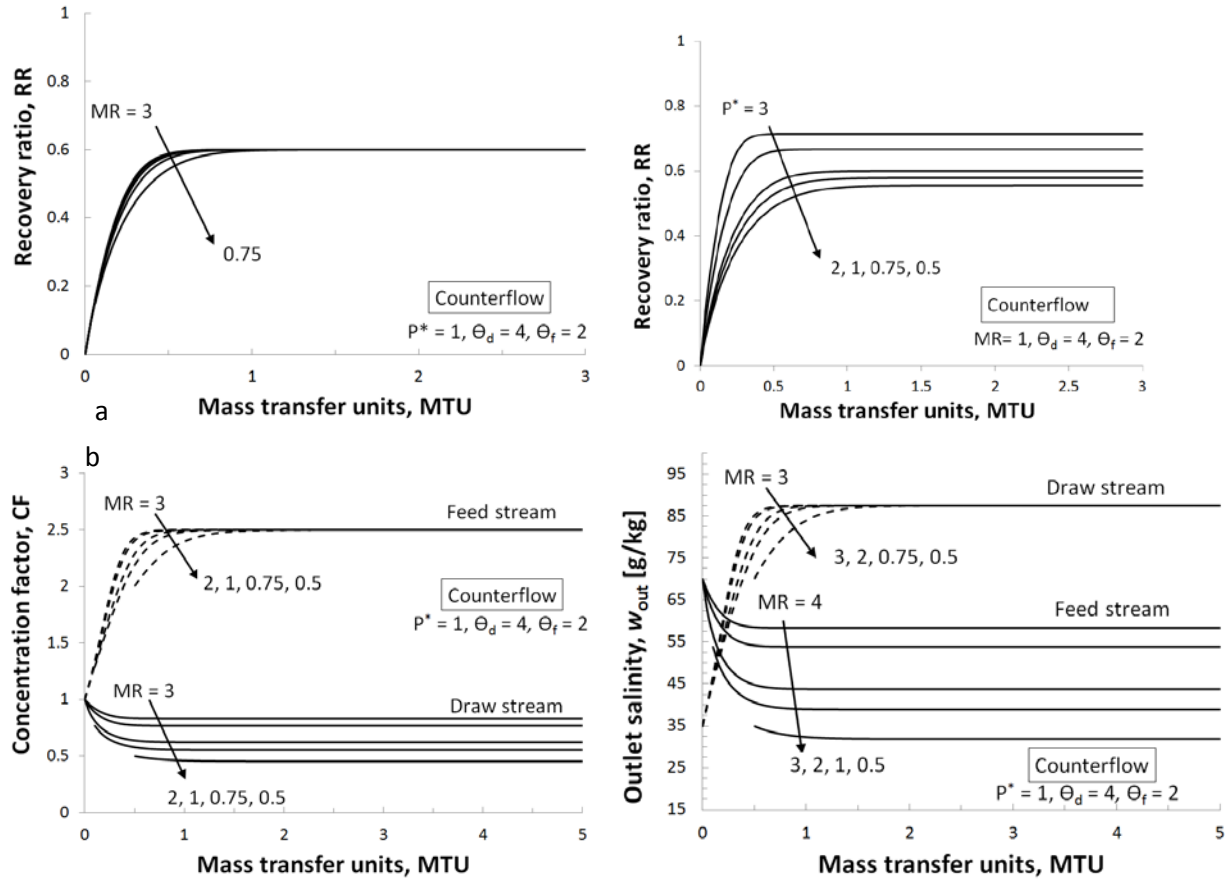 1
0.8
0.6
0.4
0.2
0
Recovery ratio, RR
MR = 3
0.75
Counterflow
P* = 1, Θd = 4, Θf = 2
0 1 2 3
Mass transfer units, MTU
a
1
0.8
0.6
0.4
0.2
0
Recovery ratio, RR
P* = 3
2, 1, 0.75, 0.5
Counterflow
MR= 1, Θd = 4, Θf = 2
0 0.5 1 1.5 2 2.5 3
Mass transfer units, MTU
b
3
2.5
2
1.5
1
0.5
0
Concentration factor, CF
MR = 3
Feed stream
2, 1, 0.75, 0.5
Counterflow
P* = 1, Θd = 4, Θf = 2
MR = 3
Draw stream
2, 1, 0.75, 0.5
0 1 2 3 4 5
Mass transfer units, MTU
95
85
75
65
55
45
35
25
15
Outlet salinity, wout [g/kg]
MR = 3
Draw stream
3, 2, 0.75, 0.5
MR = 4
Feed stream
3, 2, 1, 0.5
Counterflow
P* = 1, Θd = 4, Θf = 2
0 1 2 3 4 5
Mass transfer units, MTU